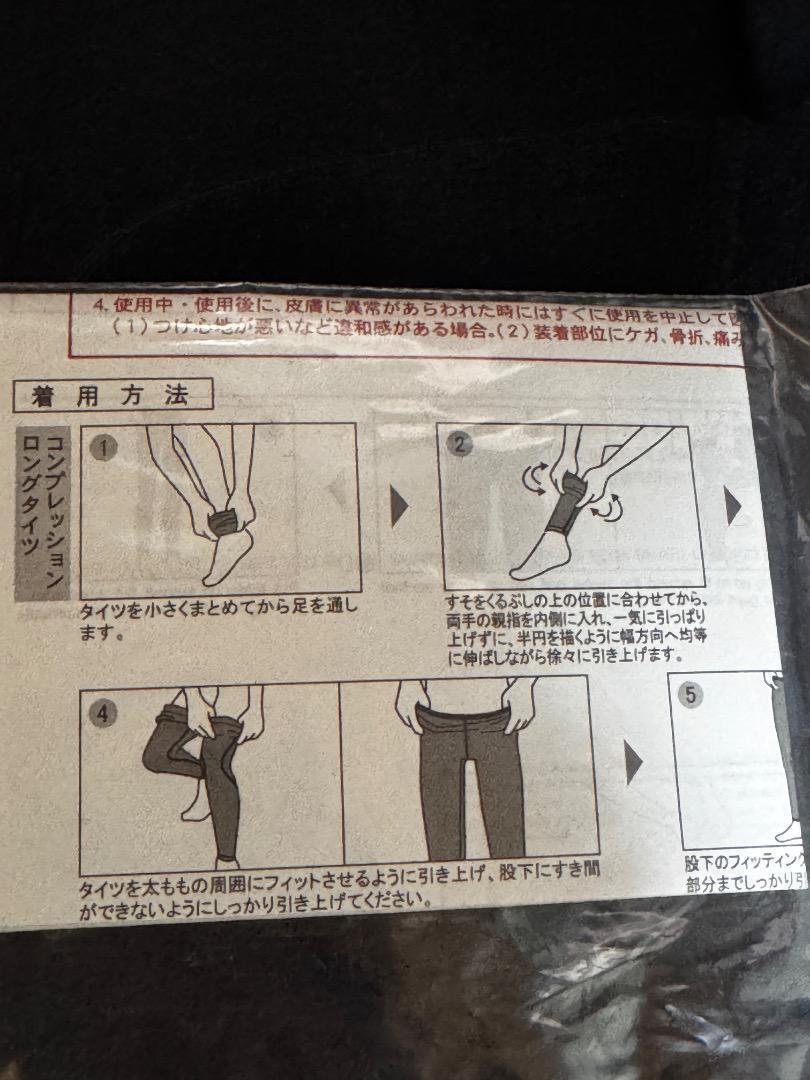 4. 使用中・使用後に、皮膚に異常があらわれた時にはすぐに使用を中止して
(1)つけ心地が悪いなど違和感がある場合。(2)装着部位にケガ、骨折、痛み
着用方法
コンプレッション
ロングタイツ
1
タイツを小さくまとめてから足を通し
ます。
2
すそをくるぶしの上の位置に合わせてから、
両手の親指を内側に入れ、一気に引っぱり
上げずに、半円を描くように幅方向へ均等
に伸ばしながら徐々に引き上げます。
4
タイツを太ももの周囲にフィットさせるように引き上げ、股下にすき間
ができないようにしっかり引き上げてください。
5
股下のフィッティング
部分までしっかり引